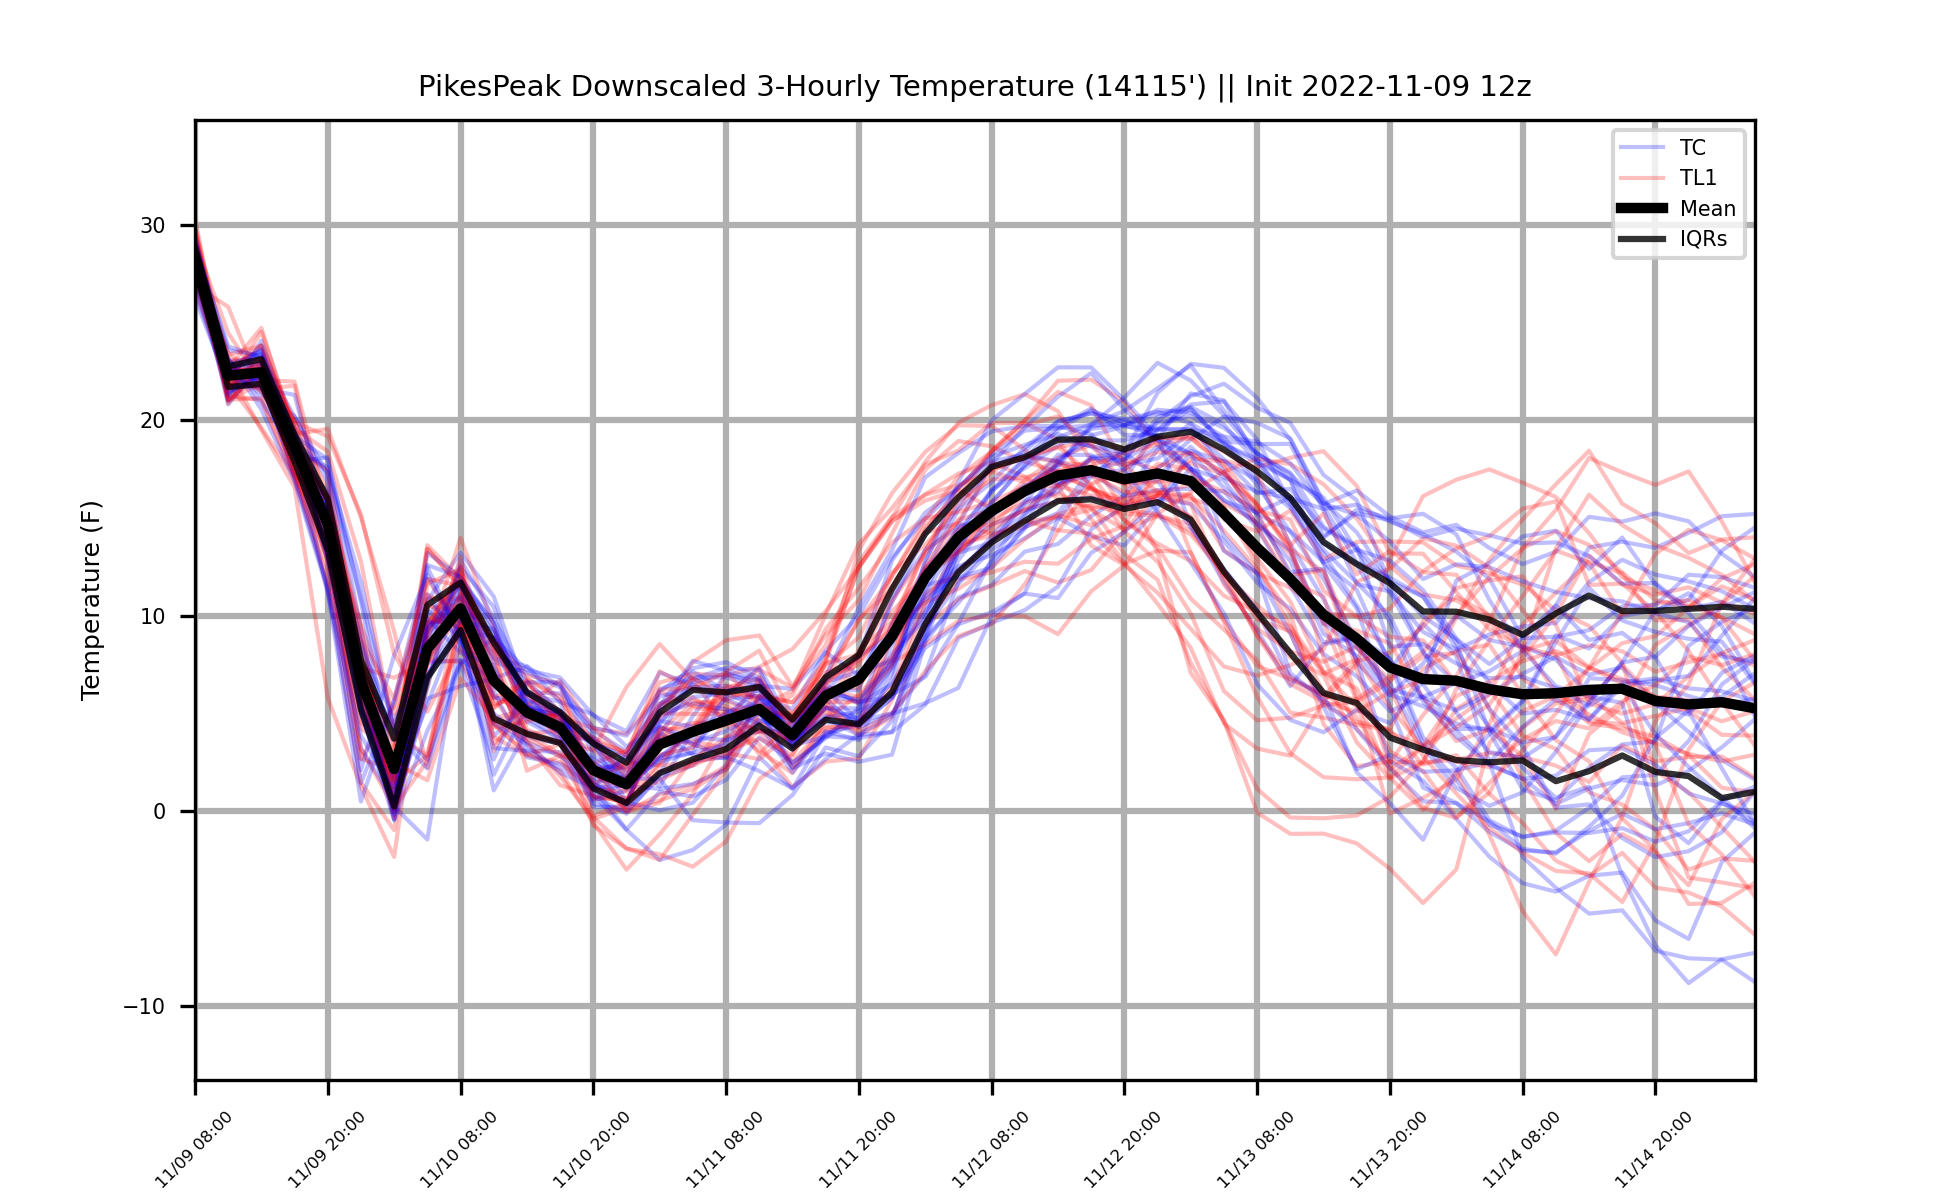 PikesPeak Downscaled 3-Hourly Temperature (14115') || Init 2022-11-09 12z
TC
TL1
Mean
IQRs
Temperature (F)
30
20
10
0
−10
11/09 08:00
11/09 20:00
11/10 08:00
11/10 20:00
11/11 08:00
11/11 20:00
11/12 08:00
11/12 20:00
11/13 08:00
11/13 20:00
11/14 08:00
11/14 20:00